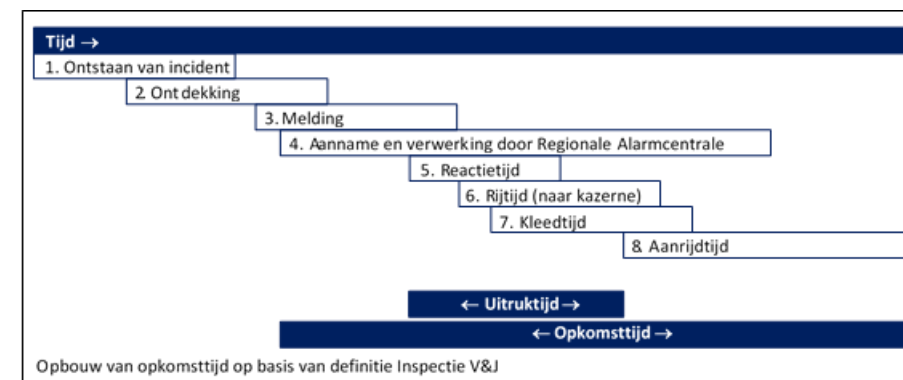 Tijd →
1. Ontstaan van incident
2. Ontdekking
3. Melding
4. Aanname en verwerking door Regionale Alarmcentrale
5. Reactietijd
6. Rijtijd (naar kazerne)
7. Kleedtijd
8. Aanrijdtijd
← Uitruktijd →
← Opkomsttijd →
Opbouw van opkomsttijd op basis van definitie Inspectie V&J